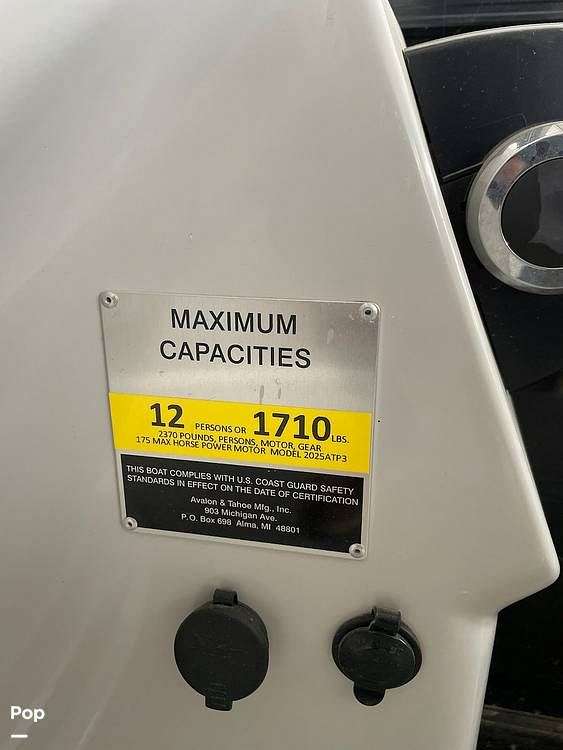 MAXIMUM
CAPACITIES
12 PERSONS OR 1710 LBS.
2370 POUNDS, PERSONS, MOTOR, GEAR
175 MAX HORSE POWER MOTOR MODEL 2025ATP3
THIS BOAT COMPLIES WITH U.S. COAST GUARD SAFETY
STANDARDS IN EFFECT ON THE DATE OF CERTIFICATION
Avalon & Tahoe Mfg., Inc.
903 Michigan Ave.
P.O. Box 698 Alma, MI 48801
Pop